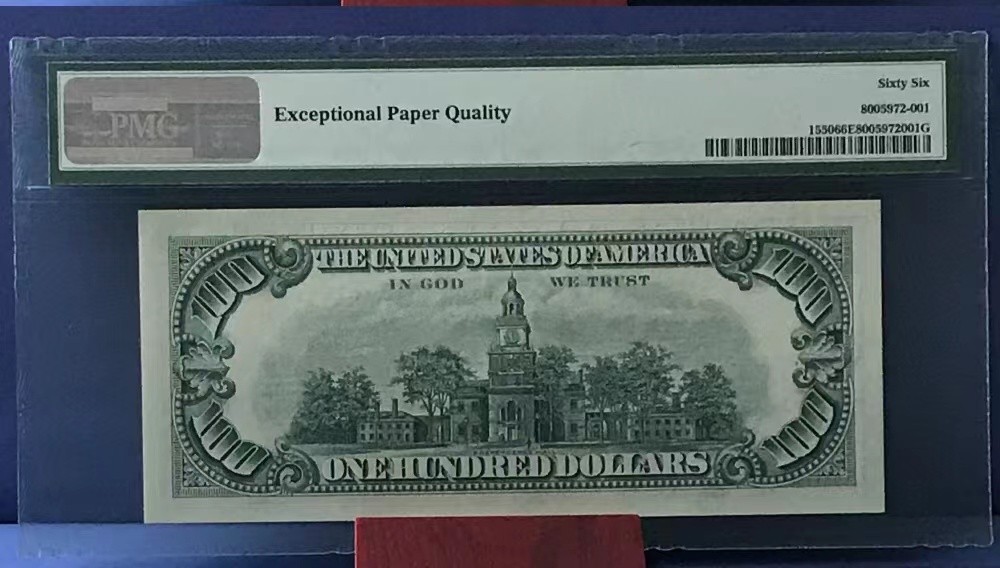 PMG
Exceptional Paper Quality
Sixty Six
8005972-001
155066E8005972001G
THE UNITED STATES OF AMERICA
IN GOD WE TRUST
100
100
100
100
ONE HUNDRED DOLLARS